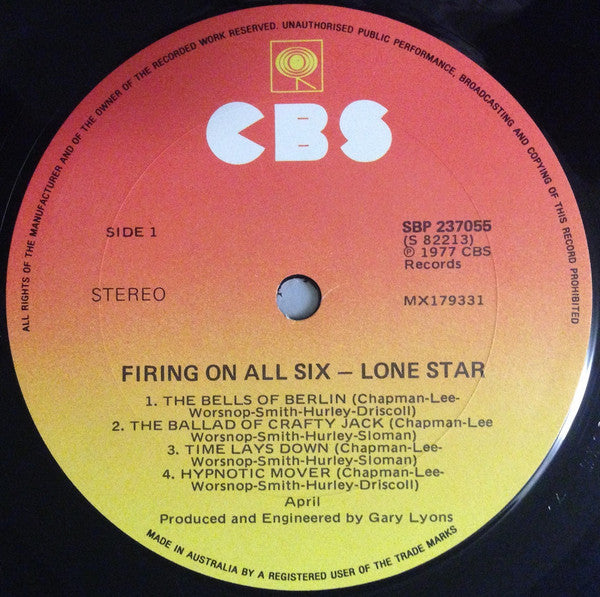 ALL RIGHTS OF THE MANUFACTURER AND OF THE OWNER OF THE RECORDED WORK RESERVED. UNAUTHORISED PUBLIC PERFORMANCE, BROADCASTING AND COPYING OF THIS RECORD PROHIBITED
CBS
SIDE 1
SBP 237055
(S 82213)
Ⓟ 1977 CBS
Records
STEREO
MX179331
FIRING ON ALL SIX — LONE STAR
1. THE BELLS OF BERLIN (Chapman-Lee-
Worsnop-Smith-Hurley-Driscoll)
2. THE BALLAD OF CRAFTY JACK (Chapman-Lee
Worsnop-Smith-Hurley-Sloman)
3. TIME LAYS DOWN (Chapman-Lee-
Worsnop-Smith-Hurley-Sloman)
4. HYPNOTIC MOVER (Chapman-Lee-
Worsnop-Smith-Hurley-Driscoll)
April
Produced and Engineered by Gary Lyons
MADE IN AUSTRALIA BY A REGISTERED USER OF THE TRADE MARKS